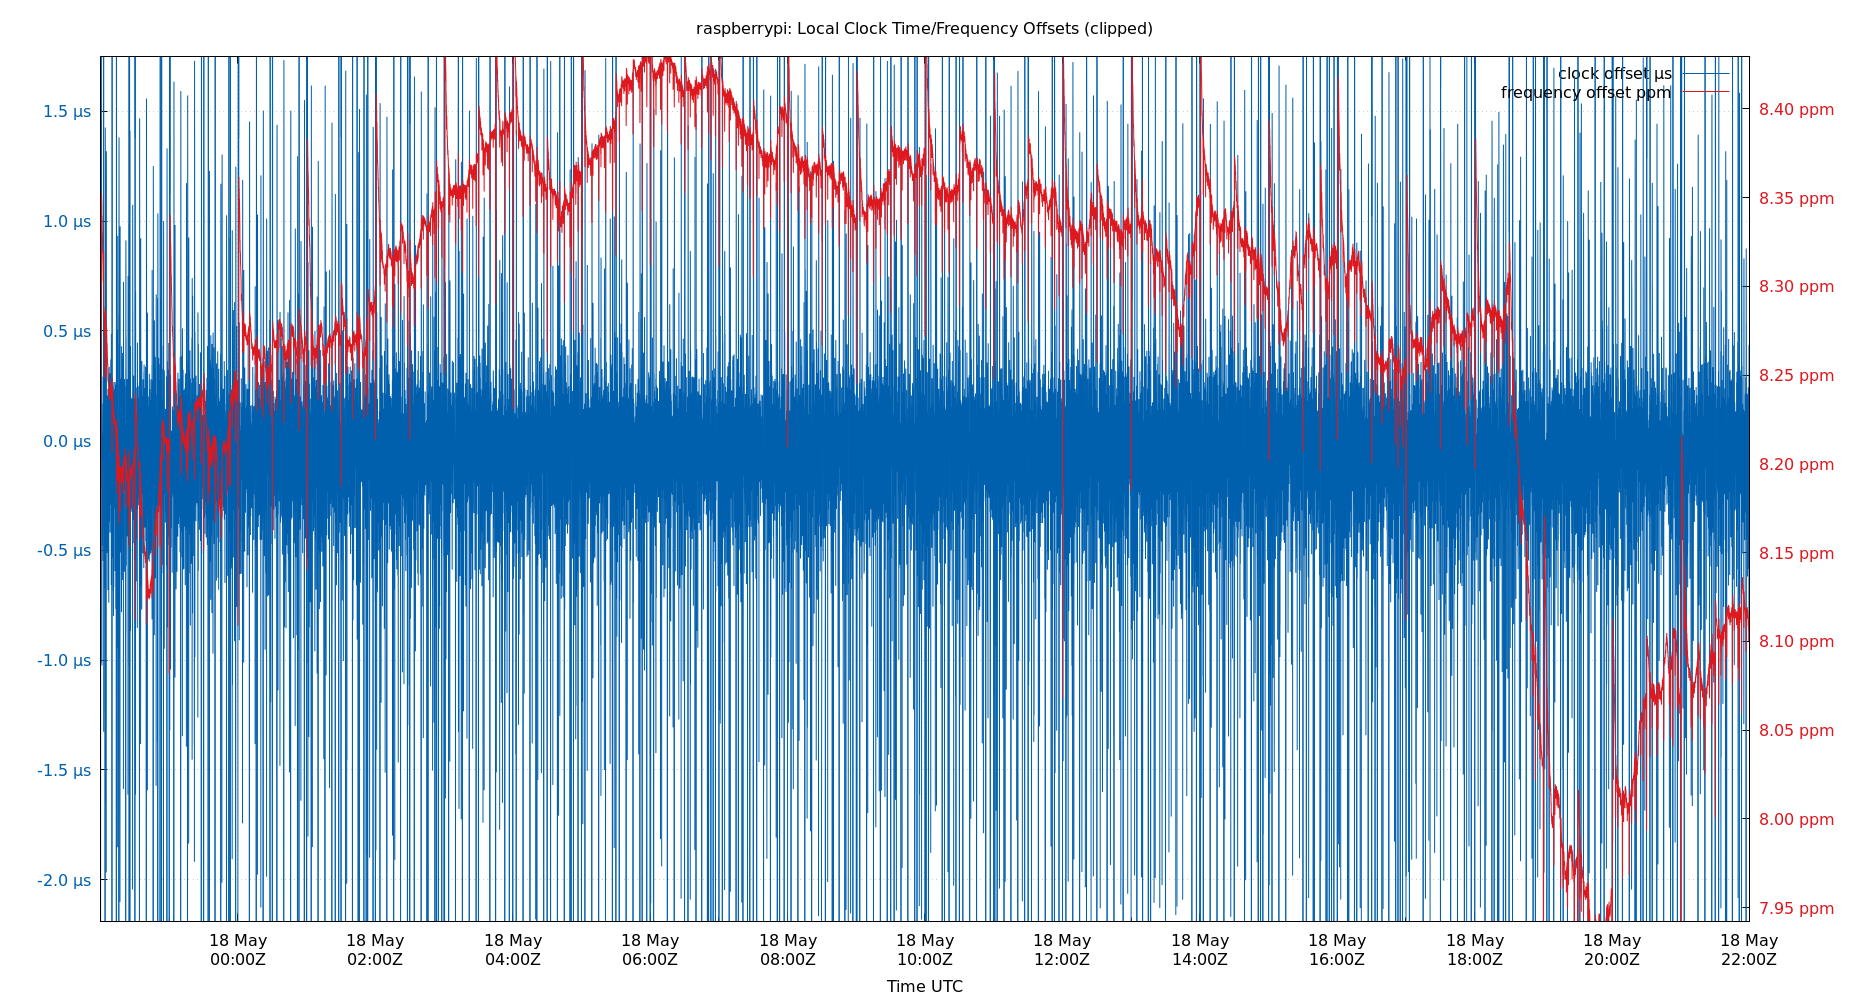 raspberrypi: Local Clock Time/Frequency Offsets (clipped)
clock offset µs
frequency offset ppm
1.5 µs
1.0 µs
0.5 µs
0.0 µs
-0.5 µs
-1.0 µs
-1.5 µs
-2.0 µs
8.40 ppm
8.35 ppm
8.30 ppm
8.25 ppm
8.20 ppm
8.15 ppm
8.10 ppm
8.05 ppm
8.00 ppm
7.95 ppm
18 May 18 May 18 May 18 May 18 May 18 May 18 May 18 May 18 May 18 May 18 May 18 May
00:00Z 02:00Z 04:00Z 06:00Z 08:00Z 10:00Z 12:00Z 14:00Z 16:00Z 18:00Z 20:00Z 22:00Z
Time UTC